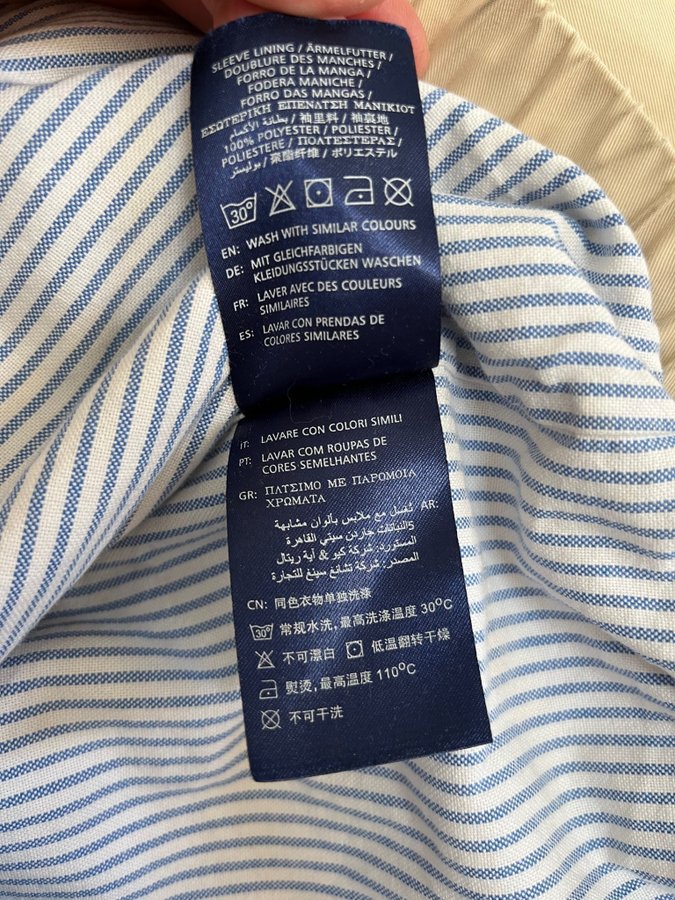 SLEEVE LINING / ÄRMELFUTTER /
DOUBLURE DES MANCHES /
FORRO DE LA MANGA /
FODERA MANICHE /
FORRO DAS MANGAS /
ΕΣΩΤΕΡΙΚΗ ΕΠΕΝΔΥΣΗ ΜΑΝΙΚΙΟΥ
بطانة الأكمام / 袖里料 / 袖裏地
100% POLYESTER / POLIESTER /
POLIESTERE / ΠΟΛΥΕΣΤΕΡΑΣ /
بوليستر / 聚酯纤维 / ポリエステル
30°
EN: WASH WITH SIMILAR COLOURS
DE: MIT GLEICHFARBIGEN
KLEIDUNGSSTÜCKEN WASCHEN
FR: LAVER AVEC DES COULEURS
SIMILAIRES
ES: LAVAR CON PRENDAS DE
COLORES SIMILARES
IT: LAVARE CON COLORI SIMILI
PT: LAVAR COM ROUPAS DE
CORES SEMELHANTES
GR: ΠΛΥΣΙΜΟ ΜΕ ΠΑΡΟΜΟΙΑ
ΧΡΩΜΑΤΑ
AR: تغسل مع ملابس بألوان مشابهة
5النباتات جاردن سيتي القاهرة
المستورد: شركة كيو & آية ريتال
المصدر: شركة تشانغ سينغ للتجارة
CN: 同色衣物单独洗涤
30° 常规水洗,最高洗涤温度 30°C
不可漂白 低温翻转干燥
熨烫,最高温度 110°C
不可干洗